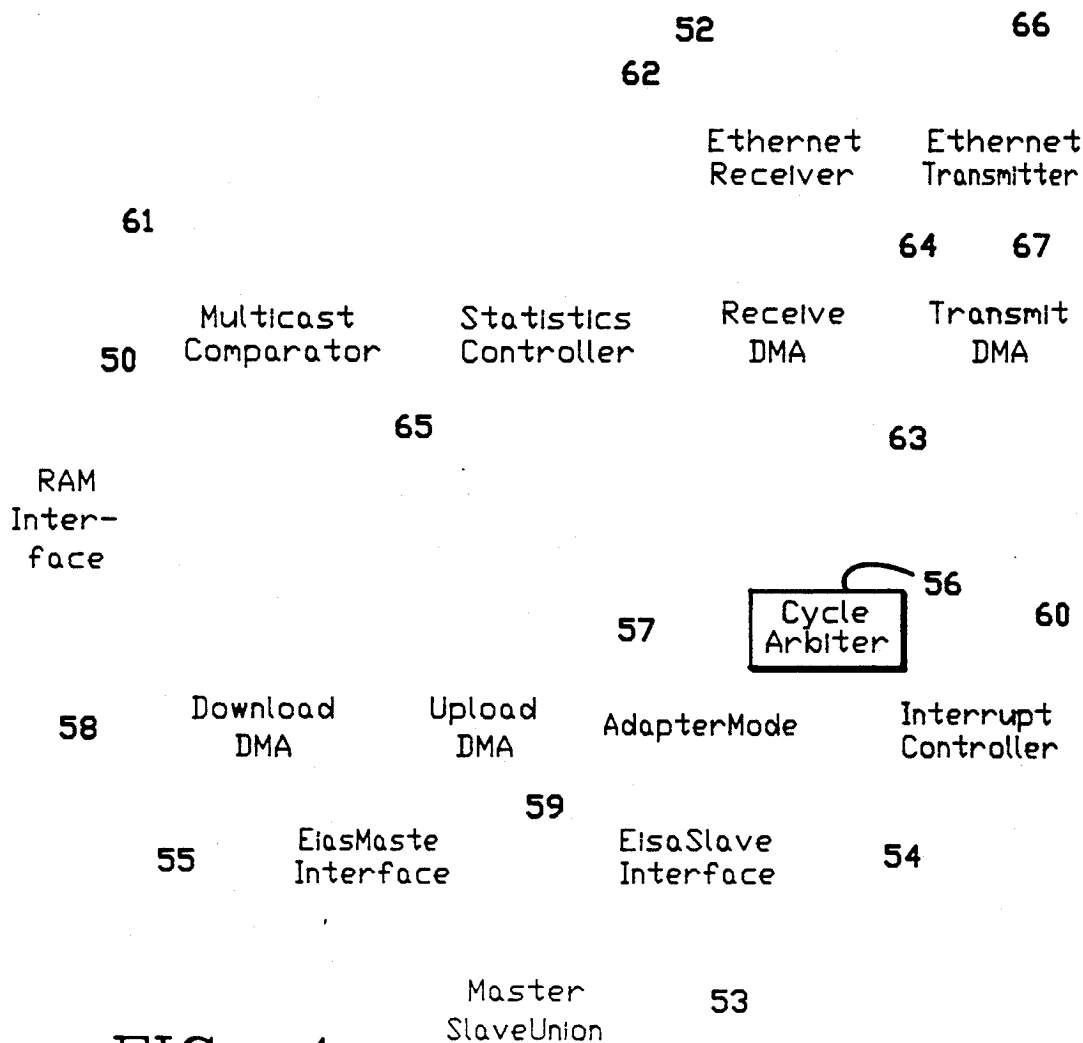 52
66
62
Ethernet
Receiver
Ethernet
Transmitter
61
64
67
Multicast
Comparator
Statistics
Controller
Receive
DMA
Transmit
DMA
50
65
63
RAM
Inter-
face
56
Cycle
Arbiter
57
60
58
Download
DMA
Upload
DMA
AdapterMode
Interrupt
Controller
59
55
EiasMaste
Interface
EisaSlave
Interface
54
Master
SlaveUnion
53